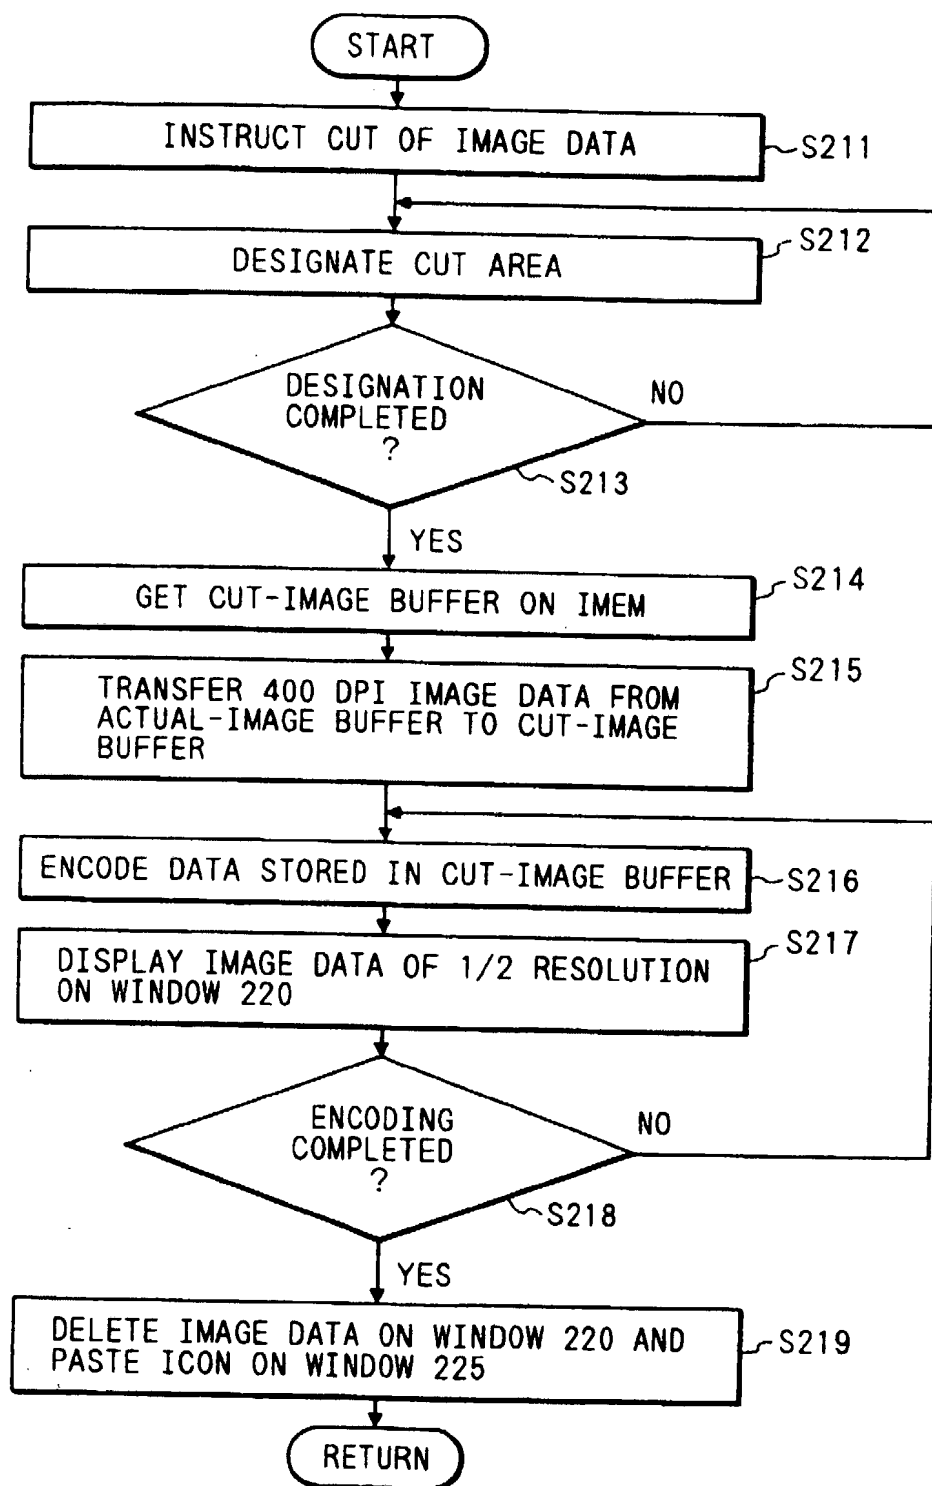 START
INSTRUCT CUT OF IMAGE DATA
S211
S212
DESIGNATE CUT AREA
DESIGNATION
COMPLETED
?
NO
S213
YES
S214
GET CUT-IMAGE BUFFER ON IMEM
S215
TRANSFER 400 DPI IMAGE DATA FROM
ACTUAL-IMAGE BUFFER TO CUT-IMAGE
BUFFER
ENCODE DATA STORED IN CUT-IMAGE BUFFER
S216
S217
DISPLAY IMAGE DATA OF 1/2 RESOLUTION
ON WINDOW 220
ENCODING
COMPLETED
?
NO
S218
YES
DELETE IMAGE DATA ON WINDOW 220 AND
PASTE ICON ON WINDOW 225
S219
RETURN